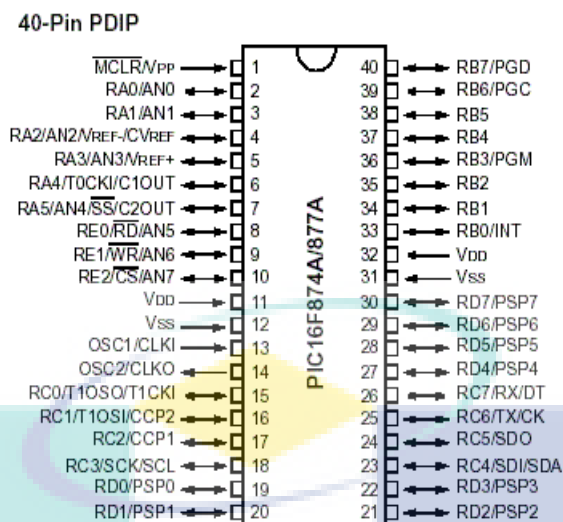 40-Pin PDIP
MCLR/VPP 1 40 RB7/PGD
RA0/AN0 2 39 RB6/PGC
RA1/AN1 3 38 RB5
RA2/AN2/VREF-/CVREF 4 37 RB4
RA3/AN3/VREF+ 5 36 RB3/PGM
RA4/T0CKI/C1OUT 6 35 RB2
RA5/AN4/SS/C2OUT 7 34 RB1
RE0/RD/AN5 8 33 RB0/INT
RE1/WR/AN6 9 32 VDD
RE2/CS/AN7 10 31 VSS
VDD 11 30 RD7/PSP7
VSS 12 29 RD6/PSP6
OSC1/CLKI 13 28 RD5/PSP5
OSC2/CLKO 14 27 RD4/PSP4
RC0/T1OSO/T1CKI 15 26 RC7/RX/DT
RC1/T1OSI/CCP2 16 25 RC6/TX/CK
RC2/CCP1 17 24 RC5/SDO
RC3/SCK/SCL 18 23 RC4/SDI/SDA
RD0/PSP0 19 22 RD3/PSP3
RD1/PSP1 20 21 RD2/PSP2
PIC16F874A/877A